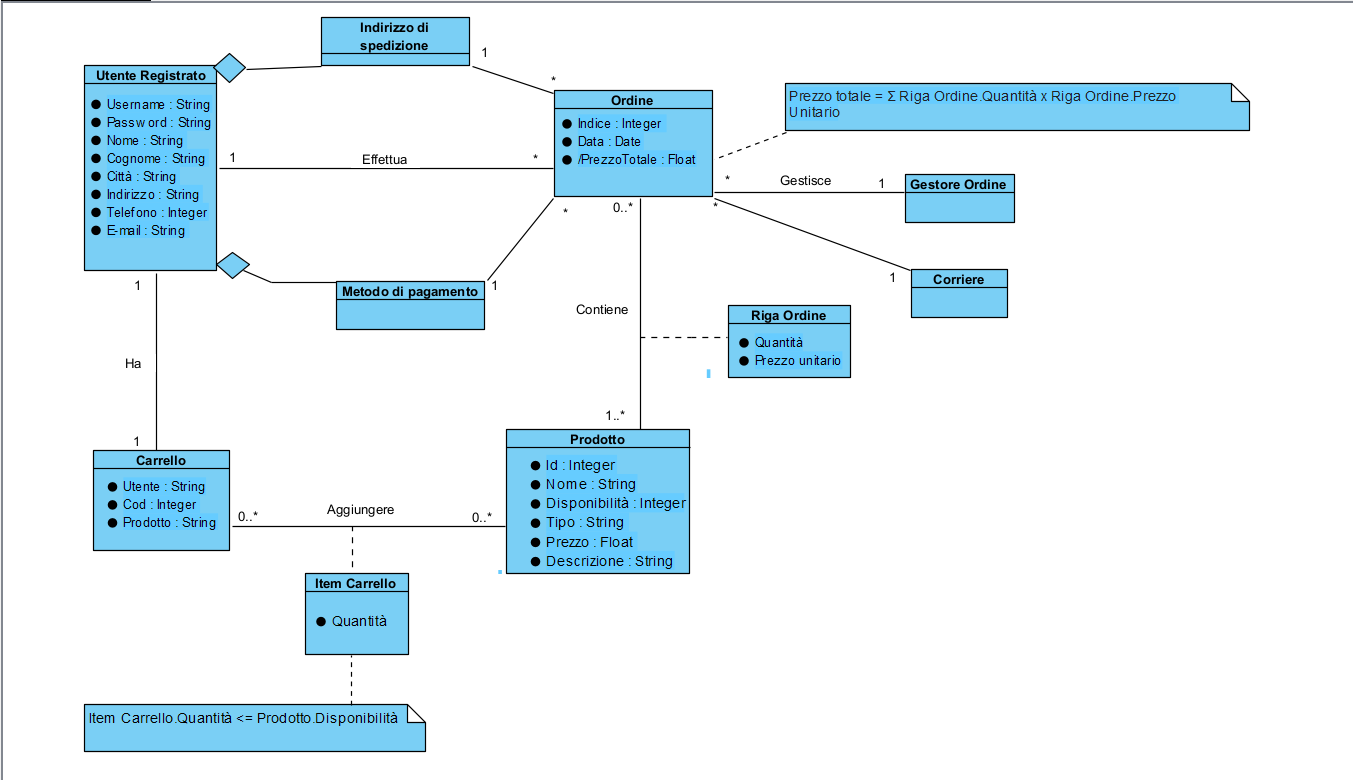 Indirizzo di
spedizione
1
*
Utente Registrato
Username : String
Password : String
Nome : String
Cognome : String
Città : String
Indirizzo : String
Telefono : Integer
E-mail : String
Ordine
Indice : Integer
Data : Date
/PrezzoTotale : Float
Prezzo totale = Σ Riga Ordine.Quantità x Riga Ordine.Prezzo
Unitario
1
Effettua
*
*
Gestisce
1
Gestore Ordine
*
0..*
*
1
Corriere
1
Metodo di pagamento
1
Contiene
Riga Ordine
Quantità
Prezzo unitario
Ha
1..*
1
Carrello
Utente : String
Cod : Integer
Prodotto : String
Prodotto
Id : Integer
Nome : String
Disponibilità : Integer
Tipo : String
Prezzo : Float
Descrizione : String
0..*
Aggiungere
0..*
Item Carrello
Quantità
Item Carrello.Quantità <= Prodotto.Disponibilità